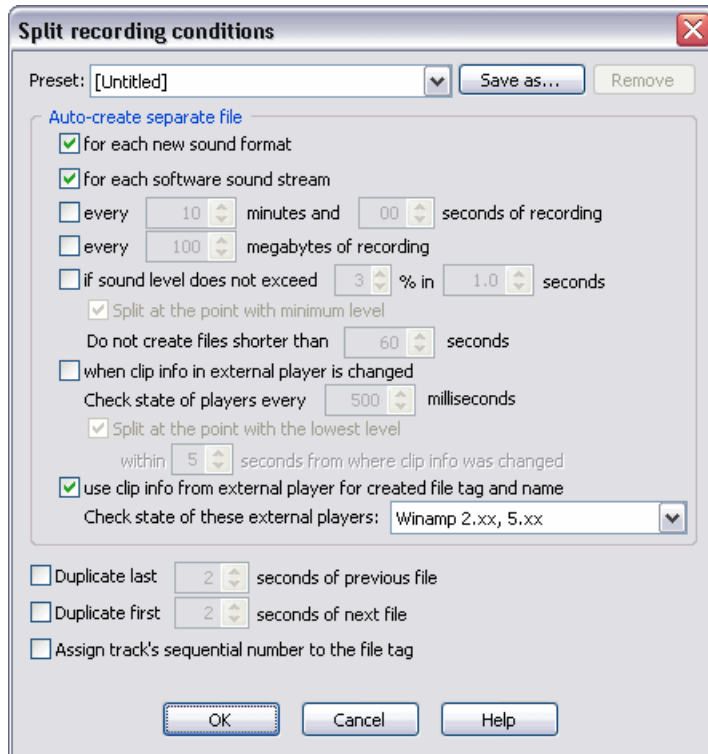 Split recording conditions
Preset: [Untitled] Save as... Remove
Auto-create separate file
for each new sound format
for each software sound stream
every 10 minutes and 00 seconds of recording
every 100 megabytes of recording
if sound level does not exceed 3 % in 1.0 seconds
Split at the point with minimum level
Do not create files shorter than 60 seconds
when clip info in external player is changed
Check state of players every 500 milliseconds
Split at the point with the lowest level
within 5 seconds from where clip info was changed
use clip info from external player for created file tag and name
Check state of these external players: Winamp 2.xx, 5.xx
Duplicate last 2 seconds of previous file
Duplicate first 2 seconds of next file
Assign track's sequential number to the file tag
OK Cancel Help